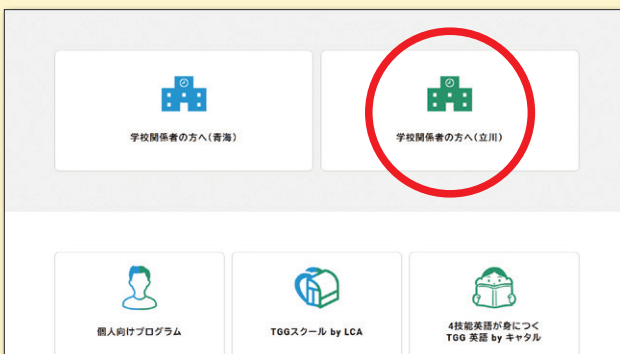 学校関係者の方へ(青海)
学校関係者の方へ(立川)
個人向けプログラム
TGGスクール by LCA
4技能英語が身につく
TGG 英語 by キャタル